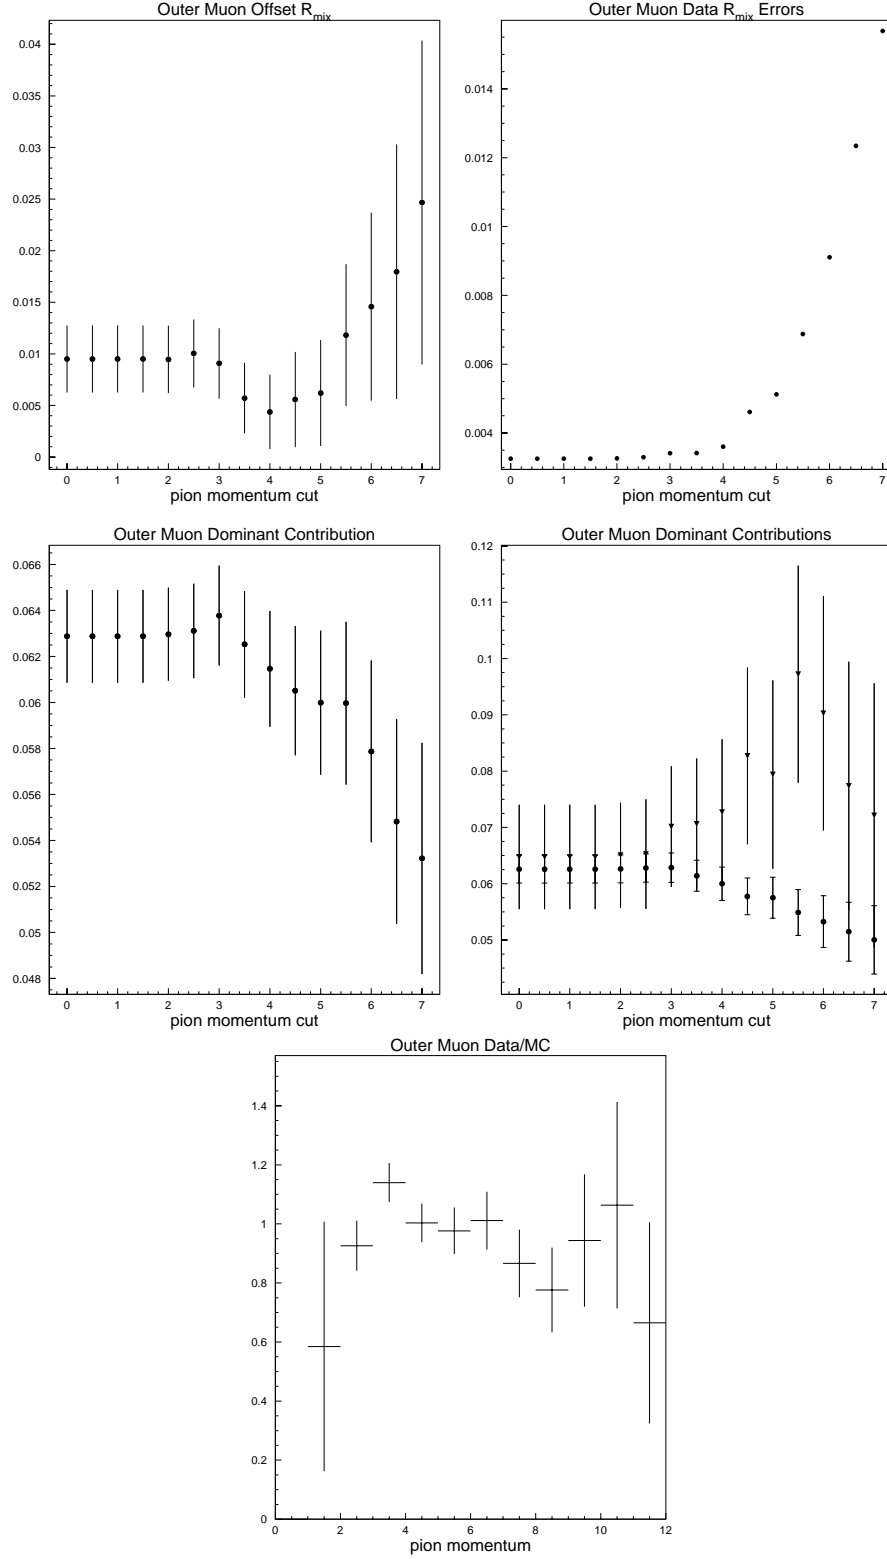 Outer Muon Offset R_mix
0.04
0.035
0.03
0.025
0.02
0.015
0.01
0.005
0
0 1 2 3 4 5 6 7
pion momentum cut
Outer Muon Data R_mix Errors
0.014
0.012
0.01
0.008
0.006
0.004
0 1 2 3 4 5 6 7
pion momentum cut
Outer Muon Dominant Contribution
0.066
0.064
0.062
0.06
0.058
0.056
0.054
0.052
0.05
0.048
0 1 2 3 4 5 6 7
pion momentum cut
Outer Muon Dominant Contributions
0.12
0.11
0.1
0.09
0.08
0.07
0.06
0.05
0 1 2 3 4 5 6 7
pion momentum cut
Outer Muon Data/MC
1.4
1.2
1
0.8
0.6
0.4
0.2
0
0 2 4 6 8 10 12
pion momentum